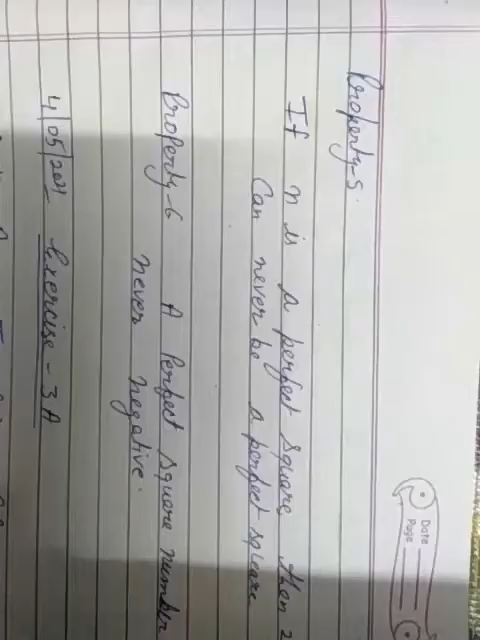 Date
Page
Property-5.
If n is a perfect square, then 2
Can never be a perfect square
Property-6 A Perfect square number
never negative.
4/05/2021 Exercise - 3A